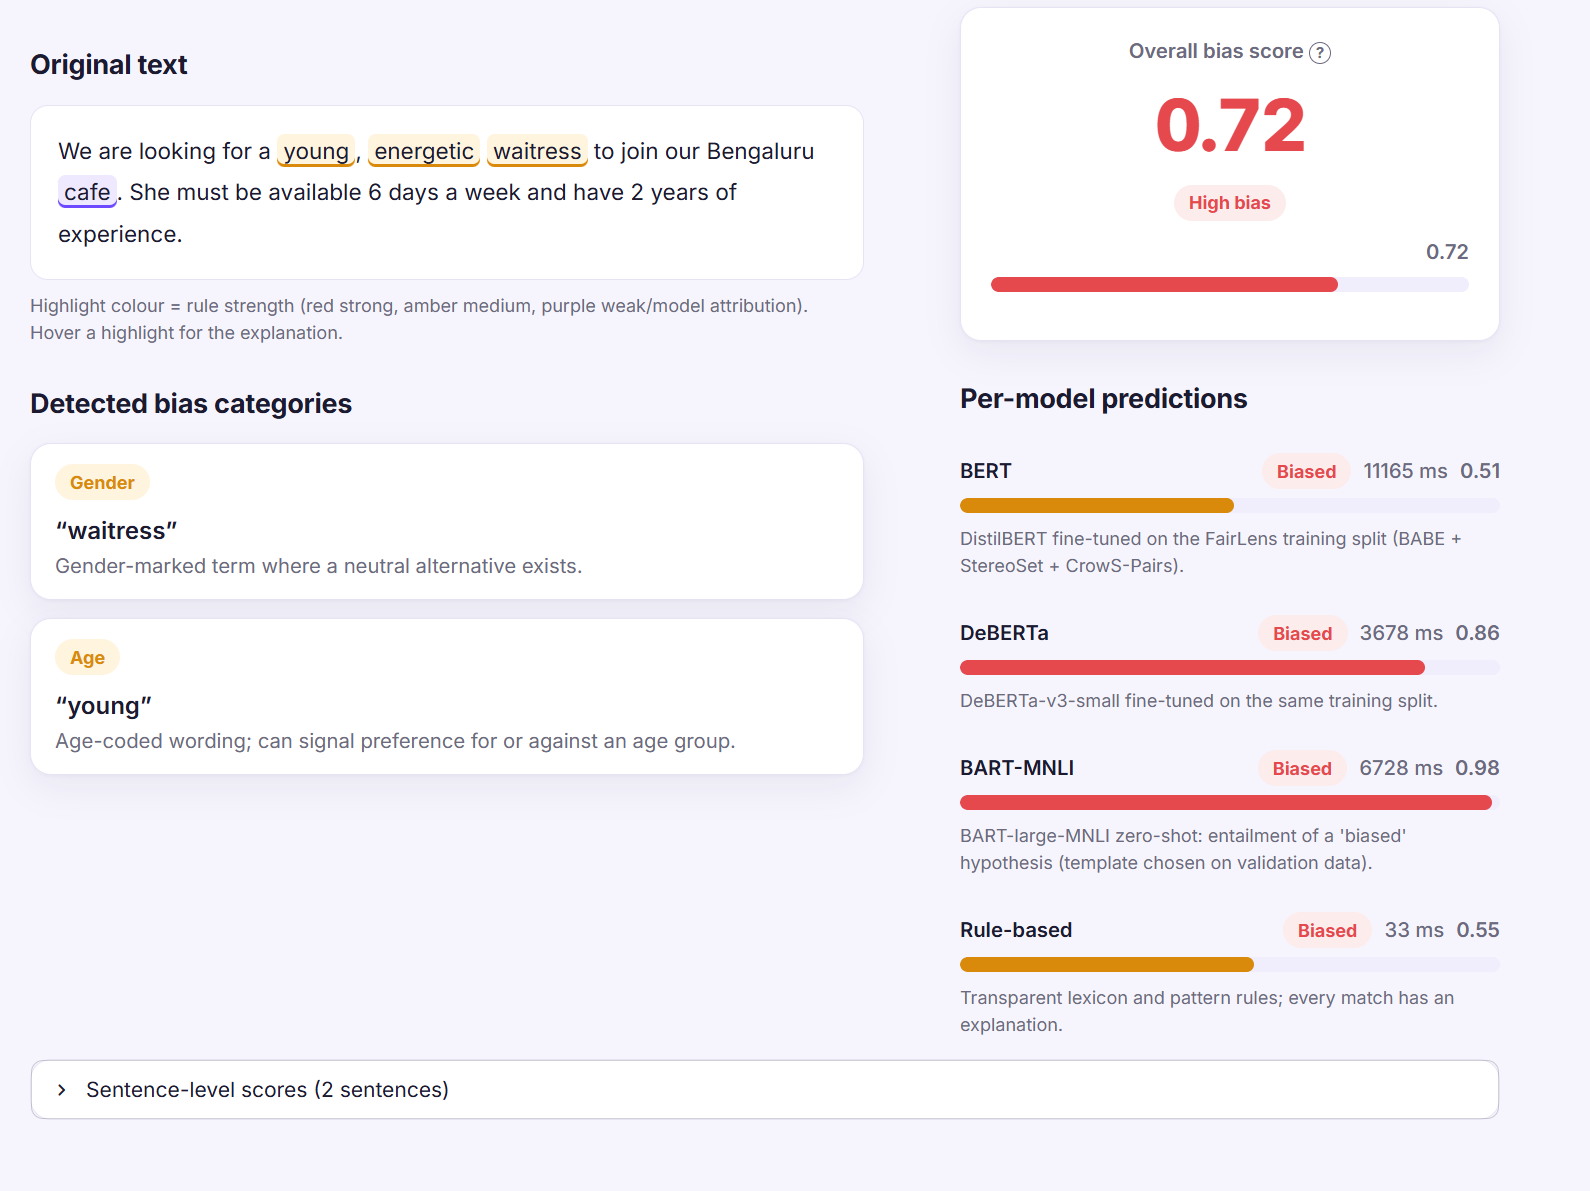 Original text
We are looking for a young, energetic waitress to join our Bengaluru
cafe. She must be available 6 days a week and have 2 years of
experience.
Highlight colour = rule strength (red strong, amber medium, purple weak/model attribution).
Hover a highlight for the explanation.
Detected bias categories
Gender
“waitress”
Gender-marked term where a neutral alternative exists.
Age
“young”
Age-coded wording; can signal preference for or against an age group.
Overall bias score ?
0.72
High bias
0.72
Per-model predictions
BERT Biased 11165 ms 0.51
DistilBERT fine-tuned on the FairLens training split (BABE +
StereoSet + CrowS-Pairs).
DeBERTa Biased 3678 ms 0.86
DeBERTa-v3-small fine-tuned on the same training split.
BART-MNLI Biased 6728 ms 0.98
BART-large-MNLI zero-shot: entailment of a 'biased'
hypothesis (template chosen on validation data).
Rule-based Biased 33 ms 0.55
Transparent lexicon and pattern rules; every match has an
explanation.
Sentence-level scores (2 sentences)